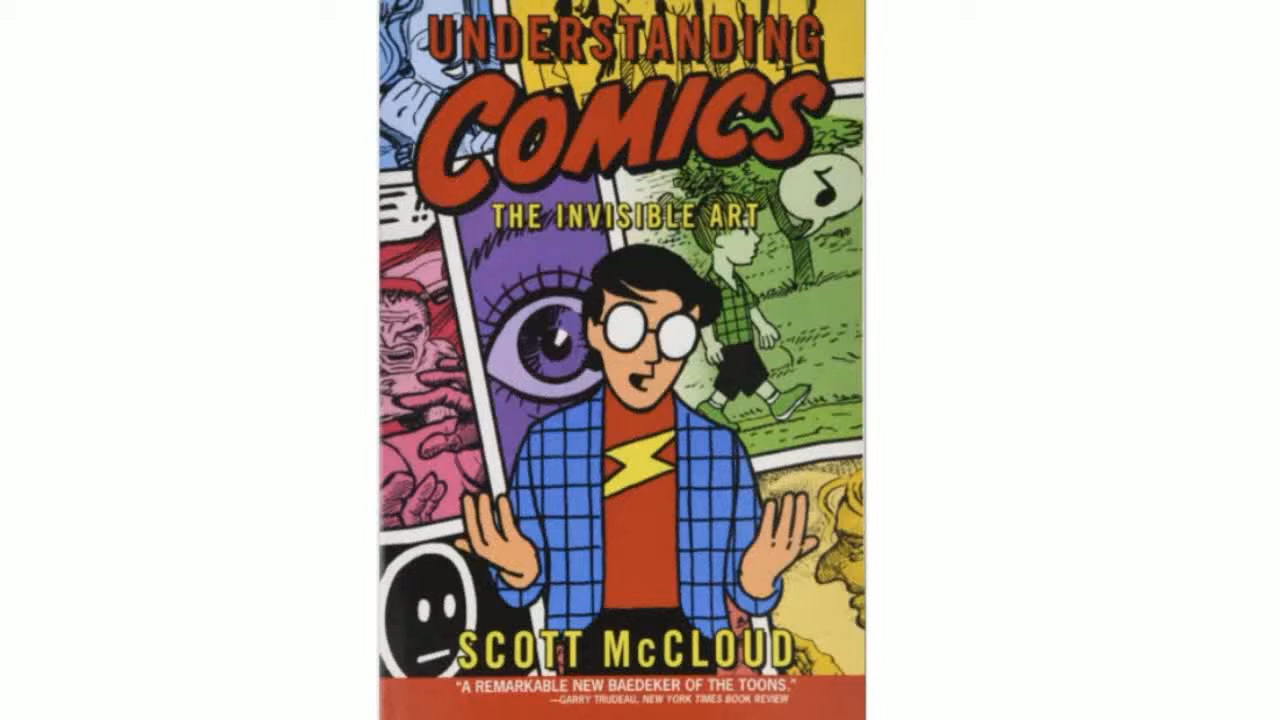 UNDERSTANDING
COMICS
THE INVISIBLE ART
SCOTT McCLOUD
“A REMARKABLE NEW BAEDEKER OF THE TOONS.”
—GARRY TRUDEAU, NEW YORK TIMES BOOK REVIEW